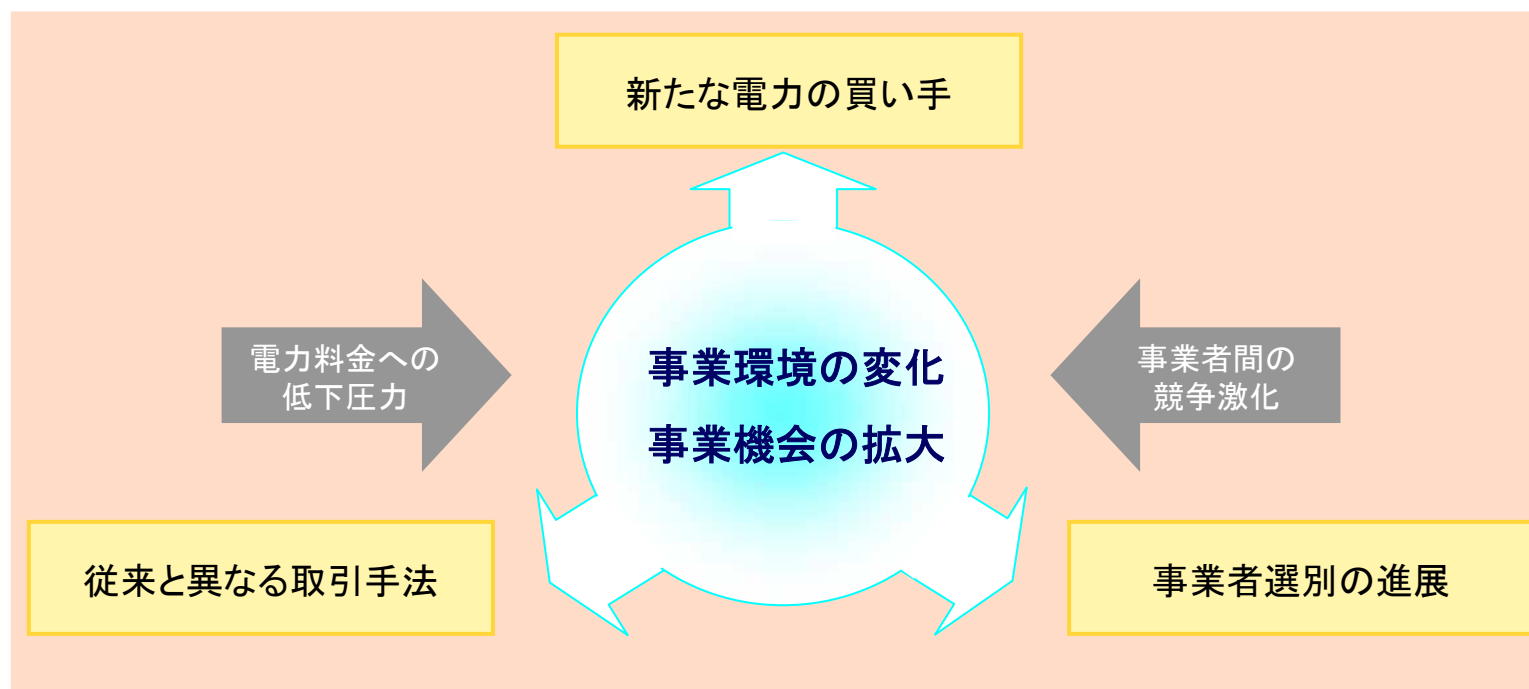 新たな電力の買い手
電力料金への
低下圧力
事業環境の変化
事業機会の拡大
事業者間の
競争激化
従来と異なる取引手法
事業者選別の進展